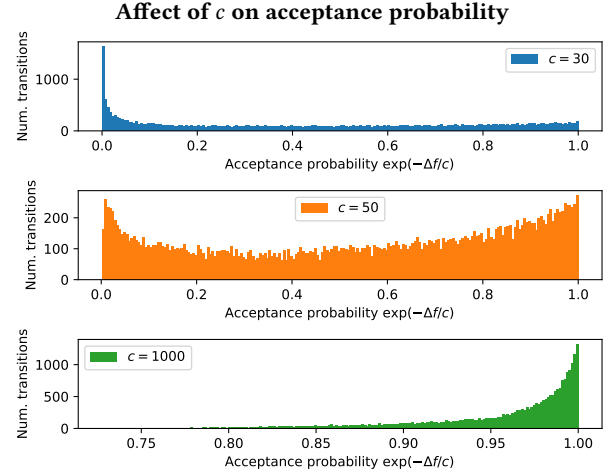 Affect of c on acceptance probability
Num. transitions
1000
0
c = 30
0.0 0.2 0.4 0.6 0.8 1.0
Acceptance probability exp(−Δf/c)
Num. transitions
200
100
0
c = 50
0.0 0.2 0.4 0.6 0.8 1.0
Acceptance probability exp(−Δf/c)
Num. transitions
1000
500
0
c = 1000
0.75 0.80 0.85 0.90 0.95 1.00
Acceptance probability exp(−Δf/c)